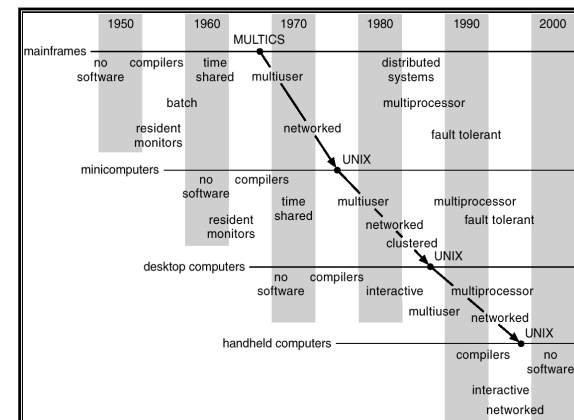 1950 1960 1970 1980 1990 2000
MULTICS
mainframes
no software
compilers
time shared
multiuser
distributed systems
batch
multiprocessor
resident monitors
networked
fault tolerant
UNIX
minicomputers
no software
compilers
time shared
multiuser
multiprocessor
resident monitors
networked
fault tolerant
clustered
UNIX
desktop computers
no software
compilers
interactive
multiprocessor
multiuser
networked
UNIX
handheld computers
compilers
no software
interactive
networked